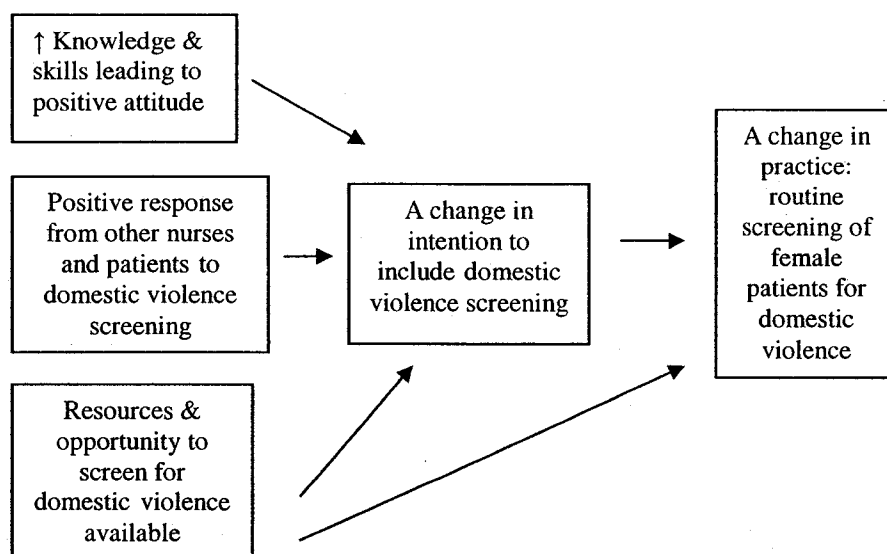 ↑ Knowledge &
skills leading to
positive attitude
Positive response
from other nurses
and patients to
domestic violence
screening
Resources &
opportunity to
screen for
domestic violence
available
A change in
intention to
include domestic
violence screening
A change in
practice:
routine
screening of
female
patients for
domestic
violence